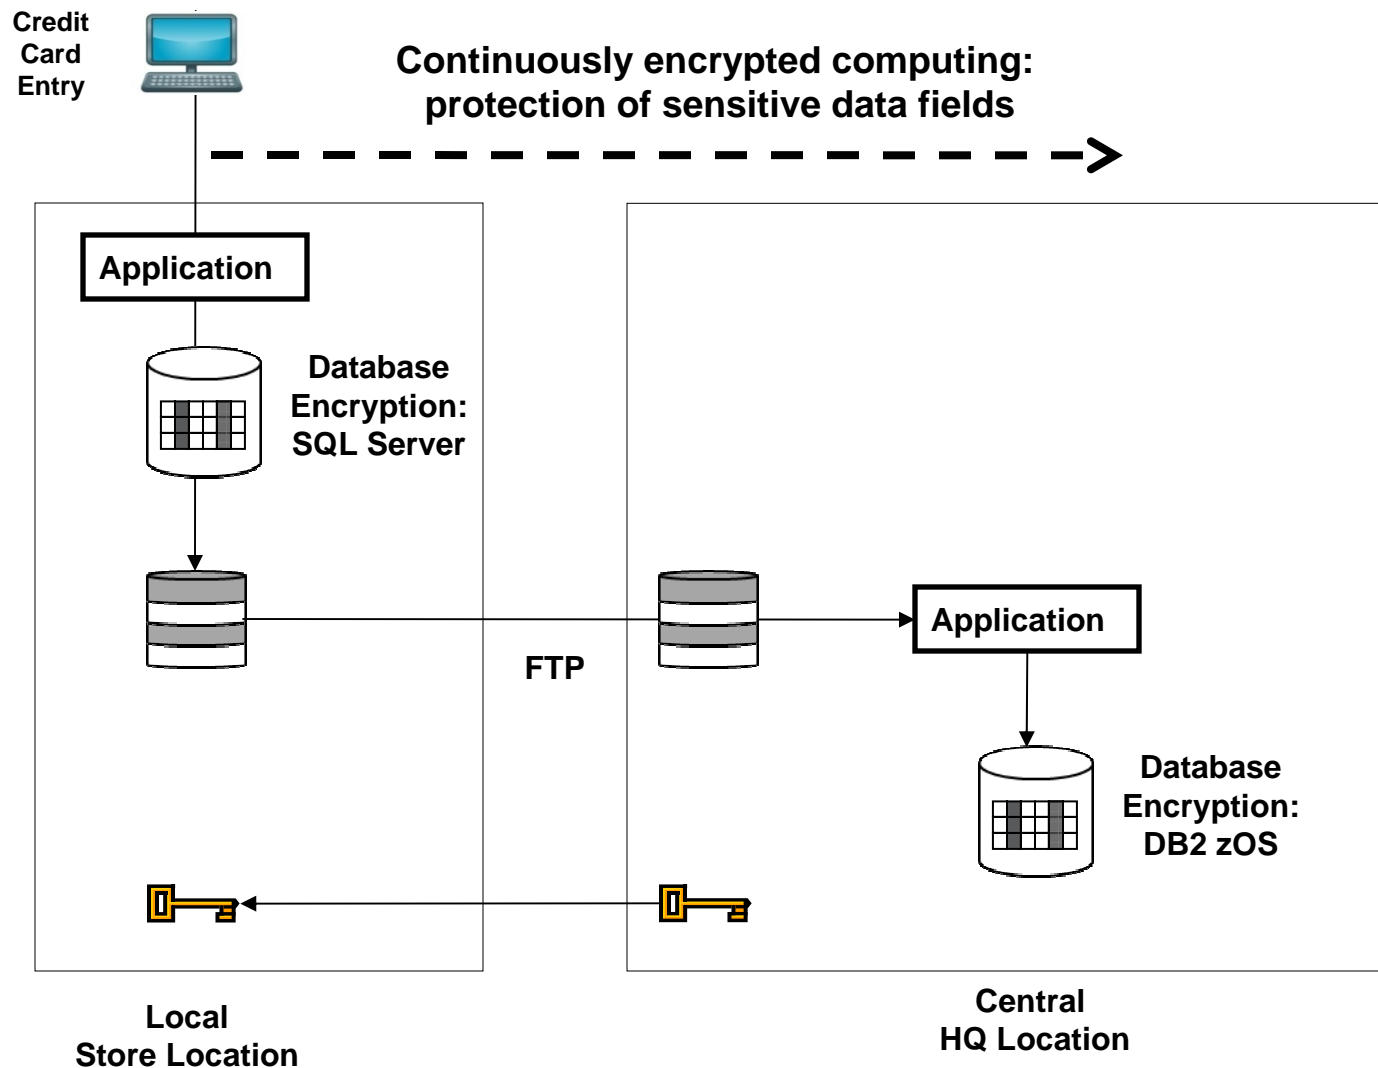 Credit
Card
Entry
Continuously encrypted computing:
protection of sensitive data fields
Application
Database
Encryption:
SQL Server
FTP
Application
Database
Encryption:
DB2 zOS
Local
Store Location
Central
HQ Location